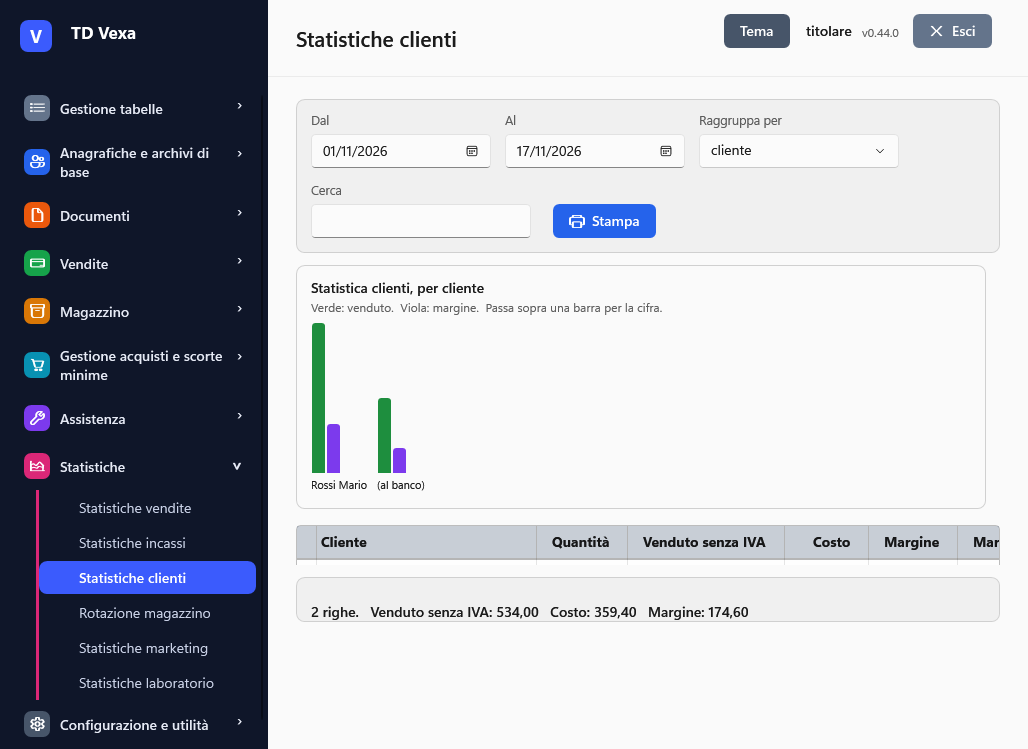 V TD Vexa
Gestione tabelle
Anagrafiche e archivi di
base
Documenti
Vendite
Magazzino
Gestione acquisti e scorte
minime
Assistenza
Statistiche
Statistiche vendite
Statistiche incassi
Statistiche clienti
Rotazione magazzino
Statistiche marketing
Statistiche laboratorio
Configurazione e utilità
Statistiche clienti
Tema titolare v0.44.0 Esci
Dal Al Raggruppa per
01/11/2026 17/11/2026 cliente
Cerca
Stampa
Statistica clienti, per cliente
Verde: venduto. Viola: margine. Passa sopra una barra per la cifra.
Rossi Mario (al banco)
Cliente Quantità Venduto senza IVA Costo Margine Mar
2 righe. Venduto senza IVA: 534,00 Costo: 359,40 Margine: 174,60